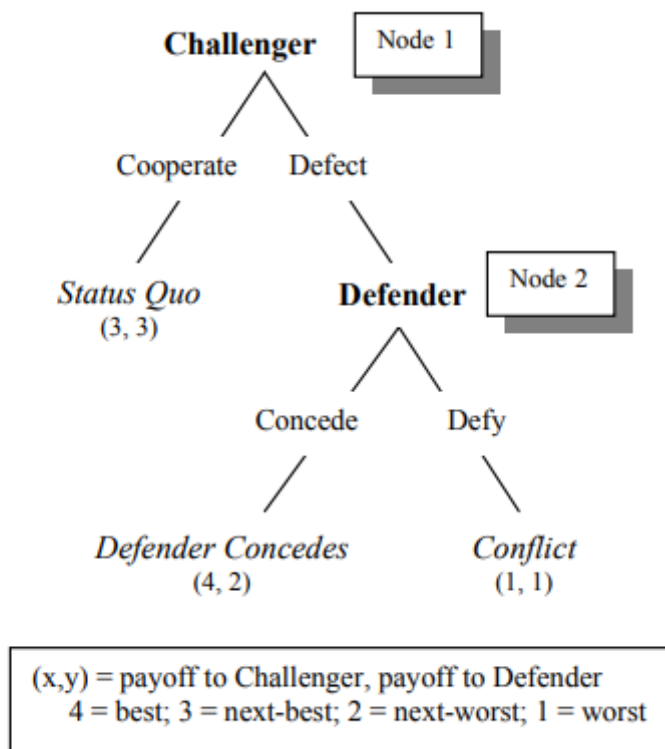 Challenger
Node 1
Cooperate Defect
Status Quo
(3, 3)
Defender
Node 2
Concede Defy
Defender Concedes
(4, 2)
Conflict
(1, 1)
(x,y) = payoff to Challenger, payoff to Defender
4 = best; 3 = next-best; 2 = next-worst; 1 = worst